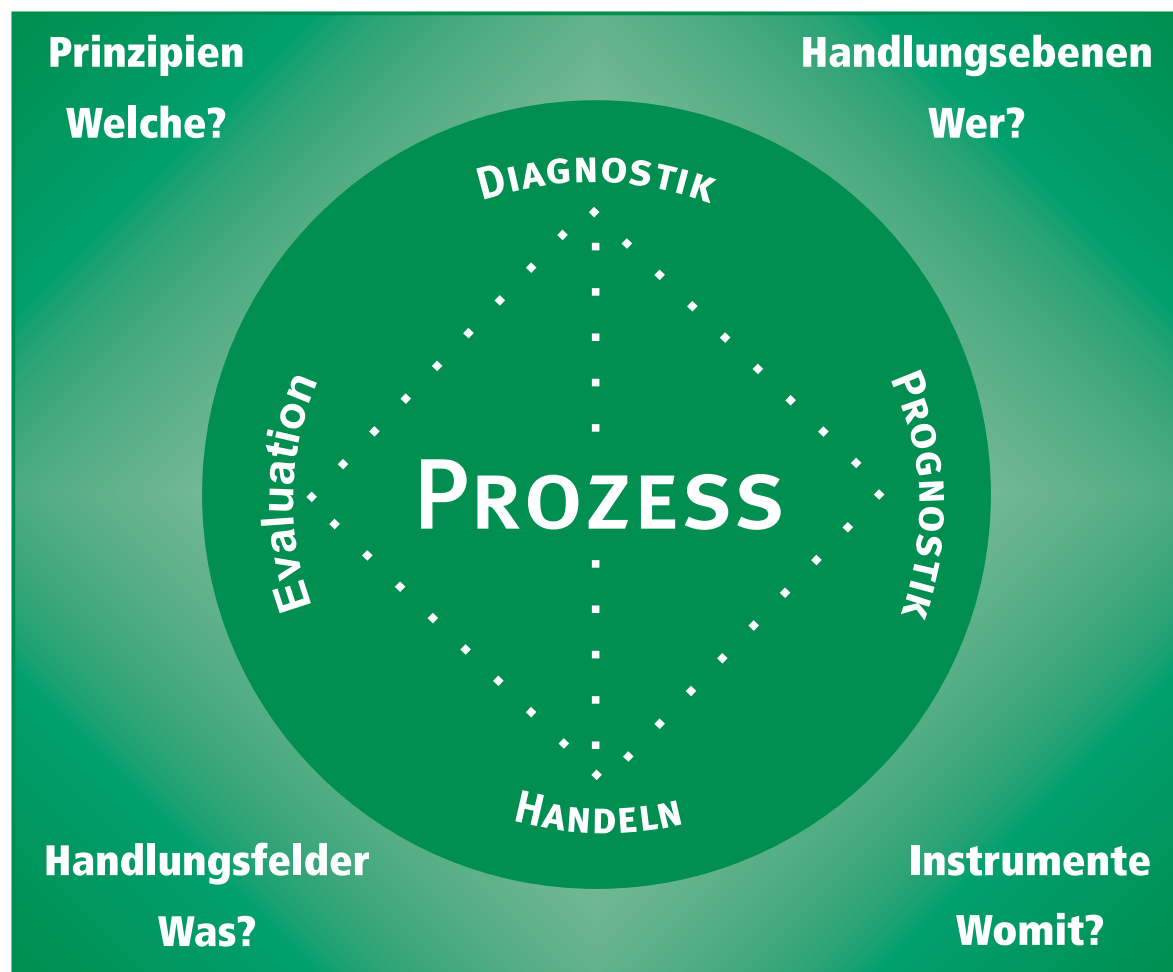 Prinzipien
Welche?
Handlungsebenen
Wer?
DIAGNOSTIK
Evaluation
PROZESS
PROGNOSTIK
HANDELN
Handlungsfelder
Was?
Instrumente
Womit?